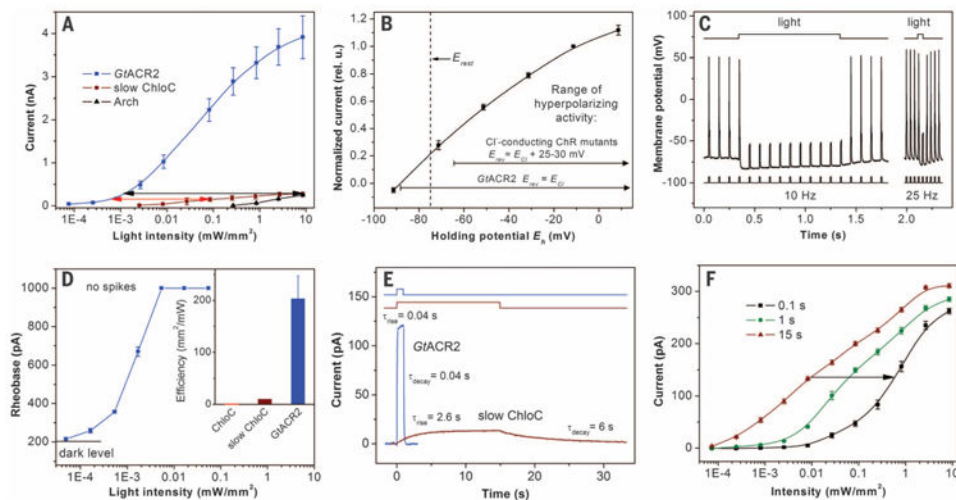 A
Current (nA)
4
3
2
1
0
GtACR2
slow ChloC
Arch
1E-4
1E-3
0.01
0.1
1
10
Light intensity (mW/mm²)
B
Normalized current (rel. u.)
1.2
1.0
0.8
0.6
0.4
0.2
0.0
E_rest
Range of
hyperpolarizing
activity:
Cl⁻-conducting ChR mutants
E_rev = E_Cl + 25-30 mV
GtACR2 E_rev = E_Cl
-100
-80
-60
-40
-20
0
Holding potential E_h (mV)
C
Membrane potential (mV)
50
0
-50
-100
light
light
10 Hz
25 Hz
0.0
0.5
1.0
1.5
2.0
Time (s)
D
Rheobase (pA)
1000
800
600
400
200
no spikes
dark level
Efficiency (mm²/mW)
200
100
0
ChloC
slow ChloC
GtACR2
1E-4
1E-3
0.01
0.1
1
10
Light intensity (mW/mm²)
E
Current (pA)
150
100
50
0
τ_rise = 0.04 s
GtACR2
τ_decay = 0.04 s
τ_rise = 2.6 s
slow ChloC
τ_decay = 6 s
0
10
20
30
Time (s)
F
Current (pA)
300
200
100
0
0.1 s
1 s
15 s
1E-4
1E-3
0.01
0.1
1
10
Intensity (mW/mm²)